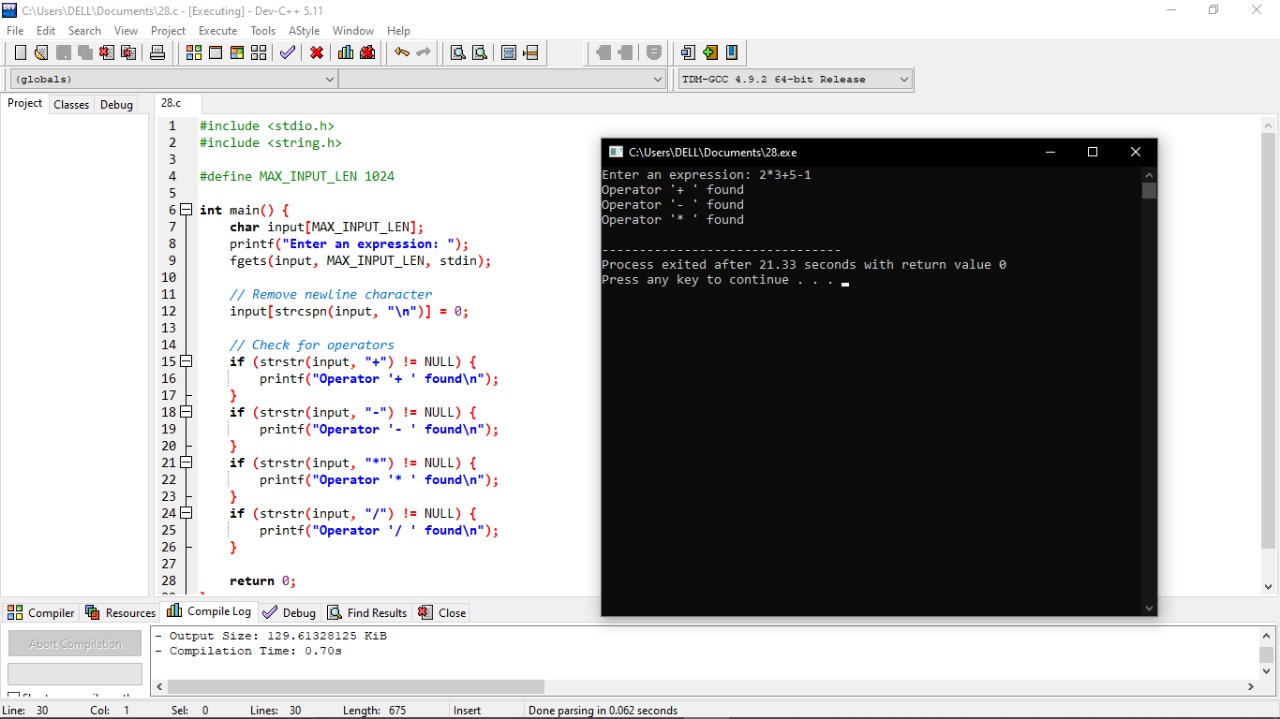 C:\Users\DELL\Documents\28.c - [Executing] - Dev-C++ 5.11
File Edit Search View Project Execute Tools AStyle Window Help
(globals)
TDM-GCC 4.9.2 64-bit Release
Project Classes Debug
28.c
1 #include <stdio.h>
2 #include <string.h>
3
4 #define MAX_INPUT_LEN 1024
5
6 int main() {
7 char input[MAX_INPUT_LEN];
8 printf("Enter an expression: ");
9 fgets(input, MAX_INPUT_LEN, stdin);
10
11 // Remove newline character
12 input[strcspn(input, "\n")] = 0;
13
14 // Check for operators
15 if (strstr(input, "+") != NULL) {
16 printf("Operator '+ ' found\n");
17 }
18 if (strstr(input, "-") != NULL) {
19 printf("Operator '- ' found\n");
20 }
21 if (strstr(input, "*") != NULL) {
22 printf("Operator '* ' found\n");
23 }
24 if (strstr(input, "/") != NULL) {
25 printf("Operator '/ ' found\n");
26 }
27
28 return 0;
C:\Users\DELL\Documents\28.exe
Enter an expression: 2*3+5-1
Operator '+ ' found
Operator '- ' found
Operator '* ' found
--------------------------------
Process exited after 21.33 seconds with return value 0
Press any key to continue . . .
Compiler Resources Compile Log Debug Find Results Close
Abort Compilation
- Output Size: 129.61328125 KiB
- Compilation Time: 0.70s
Line: 30 Col: 1 Sel: 0 Lines: 30 Length: 675 Insert Done parsing in 0.062 seconds